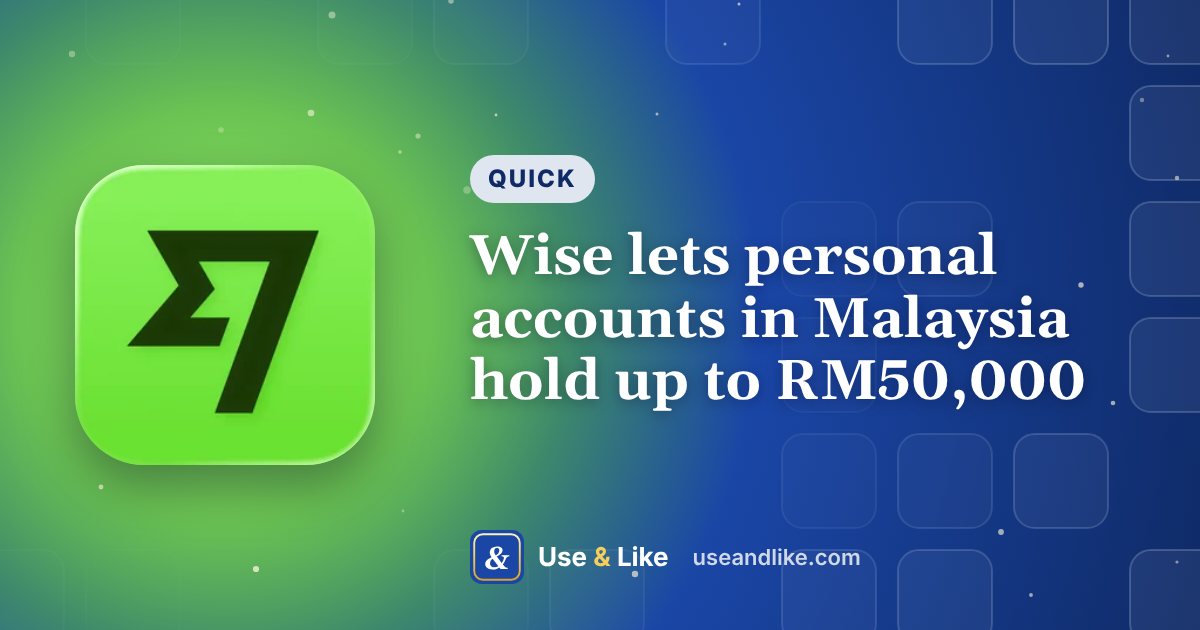 QUICK
Wise lets personal
accounts in Malaysia
hold up to RM50,000
& Use & Like useandlike.com